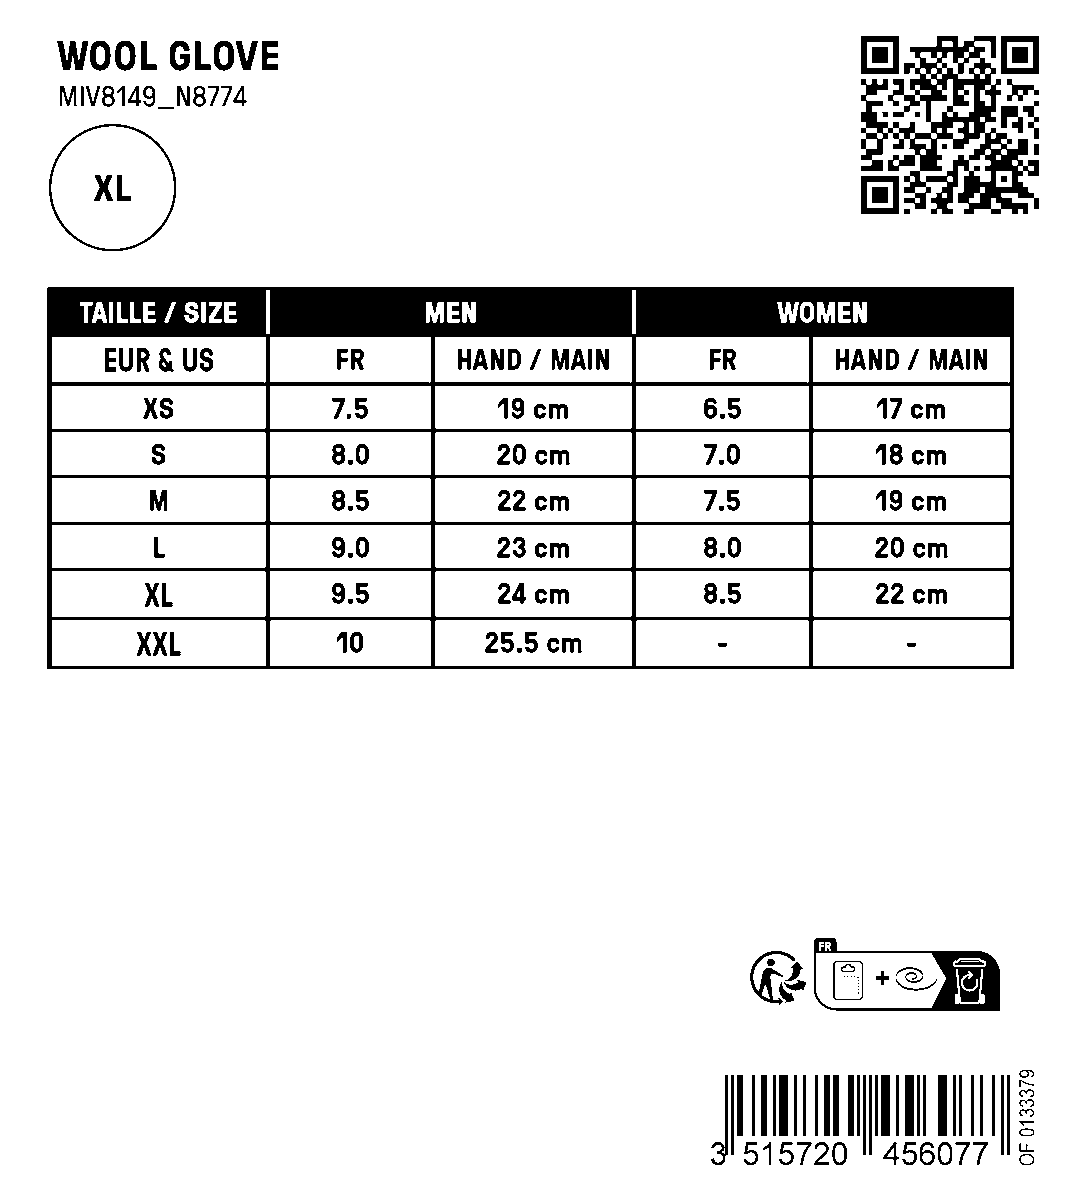 WOOL GLOVE
MIV8149_N8774
XL
TAILLE / SIZE MEN WOMEN
EUR & US FR HAND / MAIN FR HAND / MAIN
XS 7.5 19 cm 6.5 17 cm
S 8.0 20 cm 7.0 18 cm
M 8.5 22 cm 7.5 19 cm
L 9.0 23 cm 8.0 20 cm
XL 9.5 24 cm 8.5 22 cm
XXL 10 25.5 cm - -
FR
+
3 515720 456077
OF 0133379